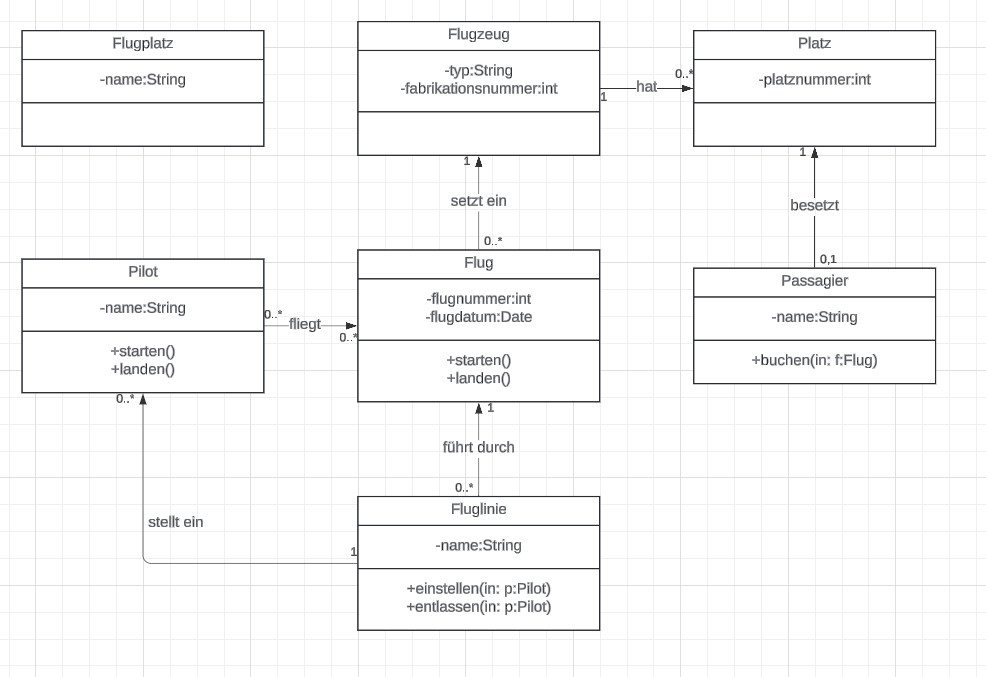 Flugplatz
-name:String
Flugzeug
-typ:String
-fabrikationsnummer:int
1
hat
0..*
Platz
-platznummer:int
1
setzt ein
0..*
1
besetzt
0,1
Pilot
-name:String
+starten()
+landen()
0..*
fliegt
0..*
Flug
-flugnummer:int
-flugdatum:Date
+starten()
+landen()
Passagier
-name:String
+buchen(in: f:Flug)
0..*
stellt ein
1
1
führt durch
0..*
Fluglinie
-name:String
+einstellen(in: p:Pilot)
+entlassen(in: p:Pilot)